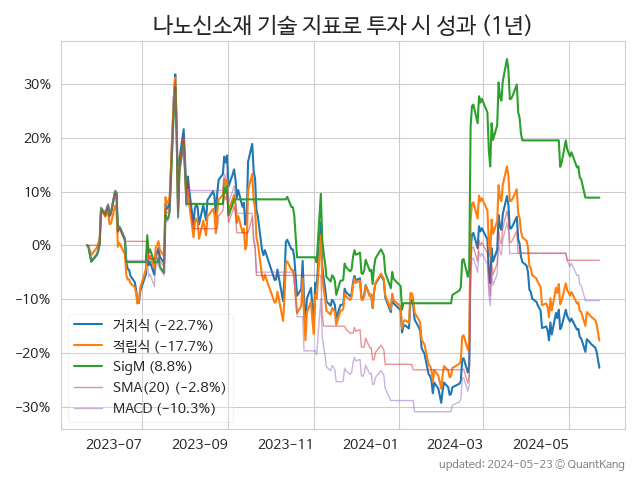 나노신소재 기술 지표로 투자 시 성과 (1년)
30%
20%
10%
0%
−10%
−20%
−30%
거치식 (−22.7%)
적립식 (−17.7%)
SigM (8.8%)
SMA(20) (−2.8%)
MACD (−10.3%)
2023-07 2023-09 2023-11 2024-01 2024-03 2024-05
updated: 2024-05-23 ⓒ QuantKang